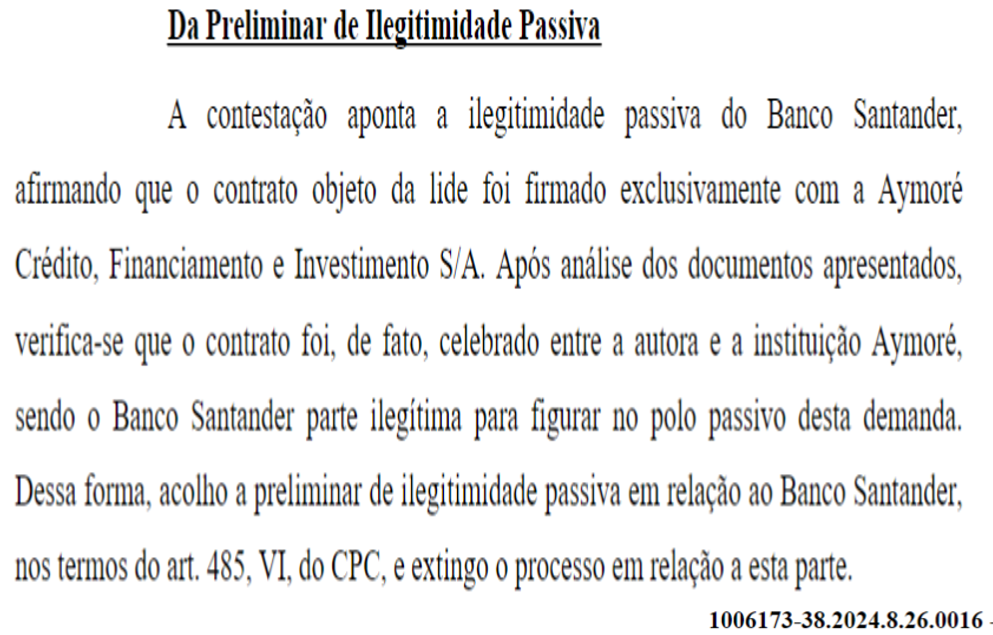 Da Preliminar de Ilegitimidade Passiva
A contestação aponta a ilegitimidade passiva do Banco Santander,
afirmando que o contrato objeto da lide foi firmado exclusivamente com a Aymoré
Crédito, Financiamento e Investimento S/A. Após análise dos documentos apresentados,
verifica-se que o contrato foi, de fato, celebrado entre a autora e a instituição Aymoré,
sendo o Banco Santander parte ilegítima para figurar no polo passivo desta demanda.
Dessa forma, acolho a preliminar de ilegitimidade passiva em relação ao Banco Santander,
nos termos do art. 485, VI, do CPC, e extingo o processo em relação a esta parte.
1006173-38.2024.8.26.0016 -